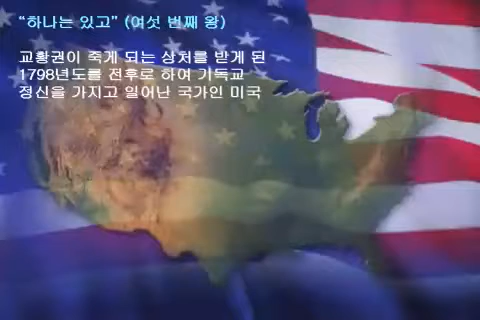 “하나는 있고” (여섯 번째 왕)
교황권이 죽게 되는 상처를 받게 된
1798년도를 전후로 하여 기독교
정신을 가지고 일어난 국가인 미국